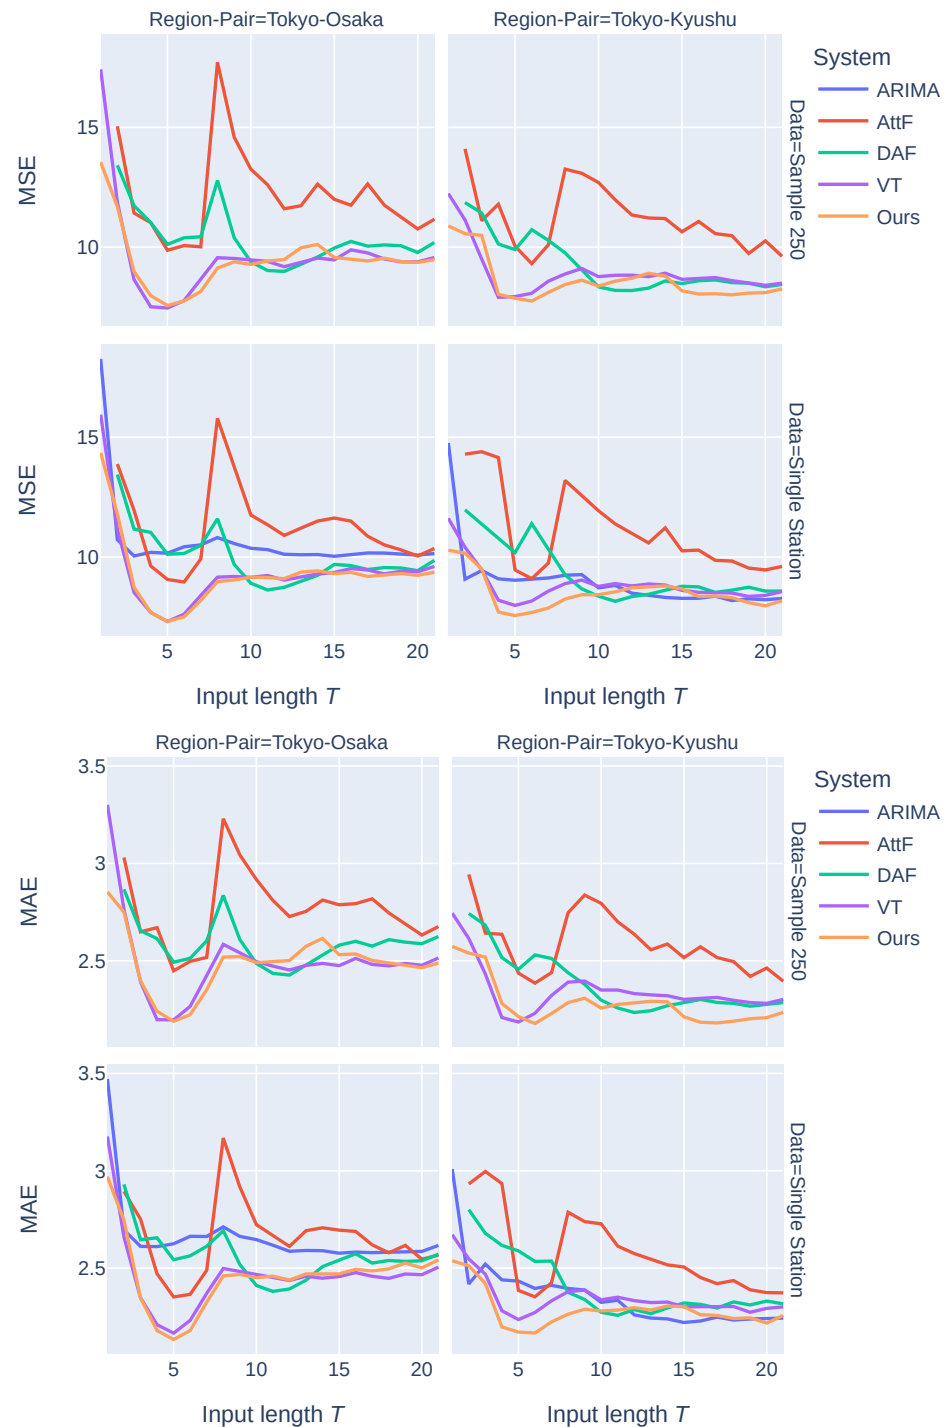 Region-Pair=Tokyo-Osaka
Region-Pair=Tokyo-Kyushu
System
ARIMA
AttF
DAF
VT
Ours
MSE
15
10
Data=Sample 250
MSE
15
10
Data=Single Station
5
10
15
20
5
10
15
20
Input length T
Input length T
Region-Pair=Tokyo-Osaka
Region-Pair=Tokyo-Kyushu
System
ARIMA
AttF
DAF
VT
Ours
MAE
3.5
3
2.5
Data=Sample 250
MAE
3.5
3
2.5
Data=Single Station
5
10
15
20
5
10
15
20
Input length T
Input length T